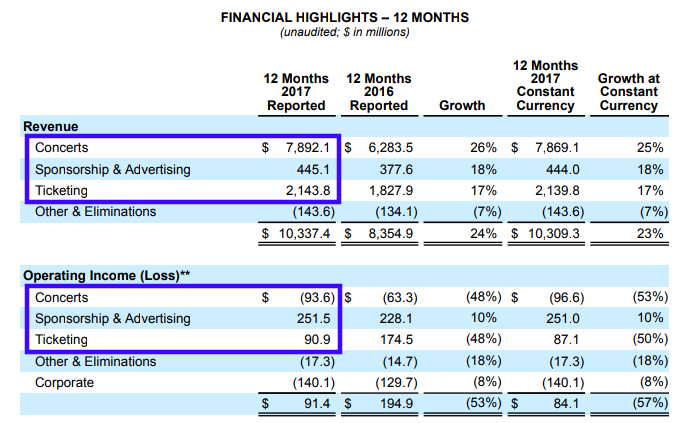 FINANCIAL HIGHLIGHTS – 12 MONTHS
(unaudited; $ in millions)
12 Months 2017 Reported 12 Months 2016 Reported Growth 12 Months 2017 Constant Currency Growth at Constant Currency
Revenue
Concerts $ 7,892.1 $ 6,283.5 26% $ 7,869.1 25%
Sponsorship & Advertising 445.1 377.6 18% 444.0 18%
Ticketing 2,143.8 1,827.9 17% 2,139.8 17%
Other & Eliminations (143.6) (134.1) (7%) (143.6) (7%)
$ 10,337.4 $ 8,354.9 24% $ 10,309.3 23%
Operating Income (Loss)**
Concerts $ (93.6) $ (63.3) (48%) $ (96.6) (53%)
Sponsorship & Advertising 251.5 228.1 10% 251.0 10%
Ticketing 90.9 174.5 (48%) 87.1 (50%)
Other & Eliminations (17.3) (14.7) (18%) (17.3) (18%)
Corporate (140.1) (129.7) (8%) (140.1) (8%)
$ 91.4 $ 194.9 (53%) $ 84.1 (57%)